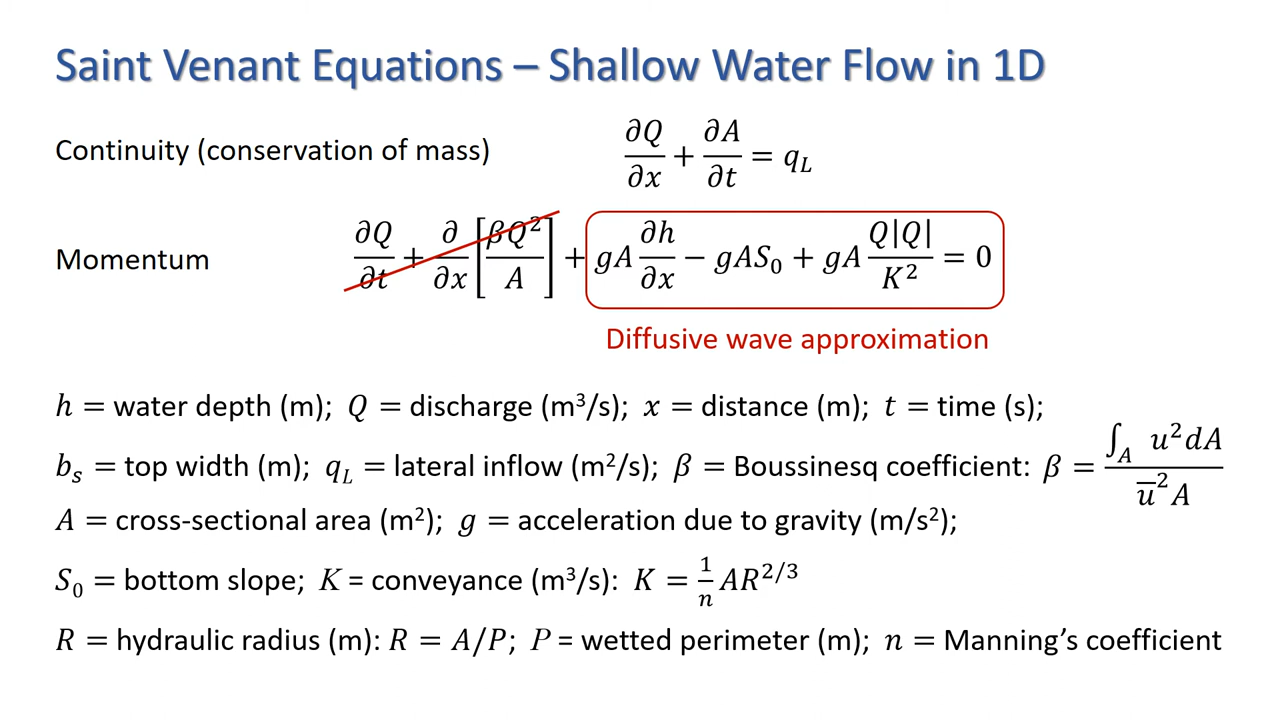 Saint Venant Equations – Shallow Water Flow in 1D
Continuity (conservation of mass) ∂Q/∂x + ∂A/∂t = q_L
Momentum ∂Q/∂t + ∂/∂x [βQ²/A] + gA ∂h/∂x − gAS₀ + gA Q|Q|/K² = 0
Diffusive wave approximation
h = water depth (m); Q = discharge (m³/s); x = distance (m); t = time (s);
b_s = top width (m); q_L = lateral inflow (m²/s); β = Boussinesq coefficient: β = ∫_A u²dA / u̅²A
A = cross-sectional area (m²); g = acceleration due to gravity (m/s²);
S₀ = bottom slope; K = conveyance (m³/s): K = 1/n AR^2/3
R = hydraulic radius (m): R = A/P; P = wetted perimeter (m); n = Manning’s coefficient